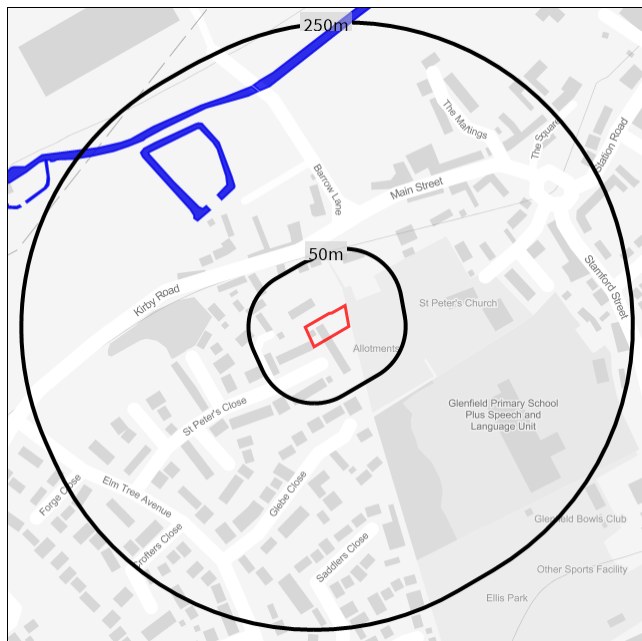 250m
The Maltings
The Square
Station Road
Barrow Lane
Main Street
50m
Stamford Street
Kirby Road
St Peter's Church
Allotments
Glenfield Primary School
Plus Speech and
Language Unit
St Peter's Close
Elm Tree Avenue
Forge Close
Glebe Close
Crofters Close
Saddlers Close
Glenfield Bowls Club
Other Sports Facility
Ellis Park